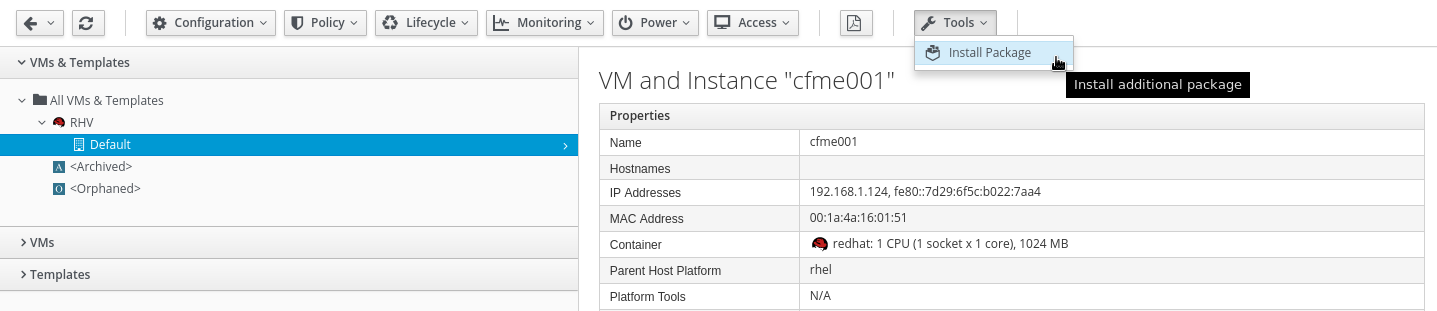 Configuration Policy Lifecycle Monitoring Power Access Tools
Install Package
Install additional package
VMs & Templates
All VMs & Templates
RHV
Default
A <Archived>
O <Orphaned>
VMs
Templates
VM and Instance "cfme001"
Properties
Name cfme001
Hostnames
IP Addresses 192.168.1.124, fe80::7d29:6f5c:b022:7aa4
MAC Address 00:1a:4a:16:01:51
Container redhat: 1 CPU (1 socket x 1 core), 1024 MB
Parent Host Platform rhel
Platform Tools N/A